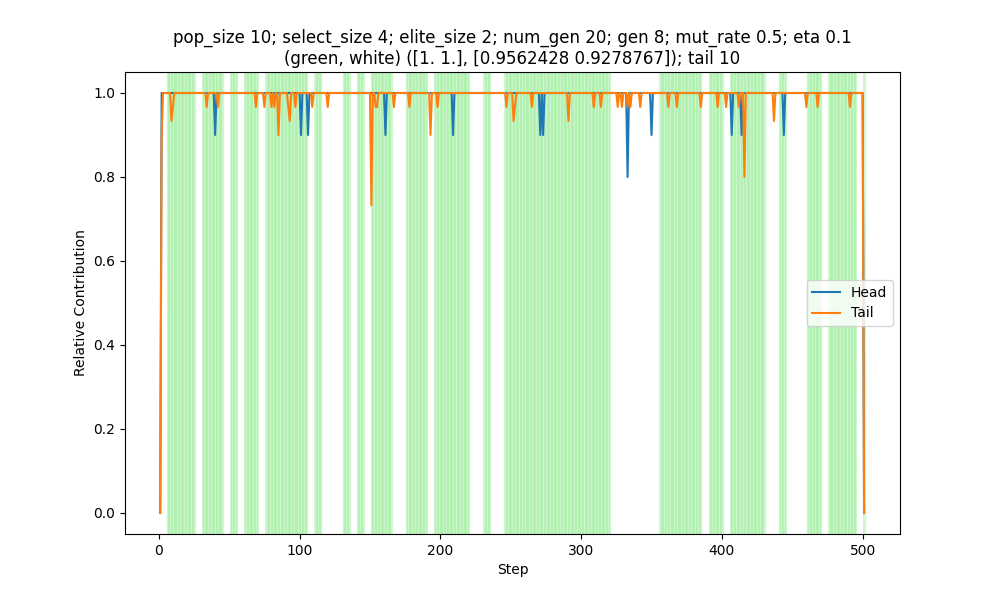 pop_size 10; select_size 4; elite_size 2; num_gen 20; gen 8; mut_rate 0.5; eta 0.1
(green, white) ([1. 1.], [0.9562428 0.9278767]); tail 10
1.0
0.8
0.6
0.4
0.2
0.0
Relative Contribution
Head
Tail
0
100
200
300
400
500
Step